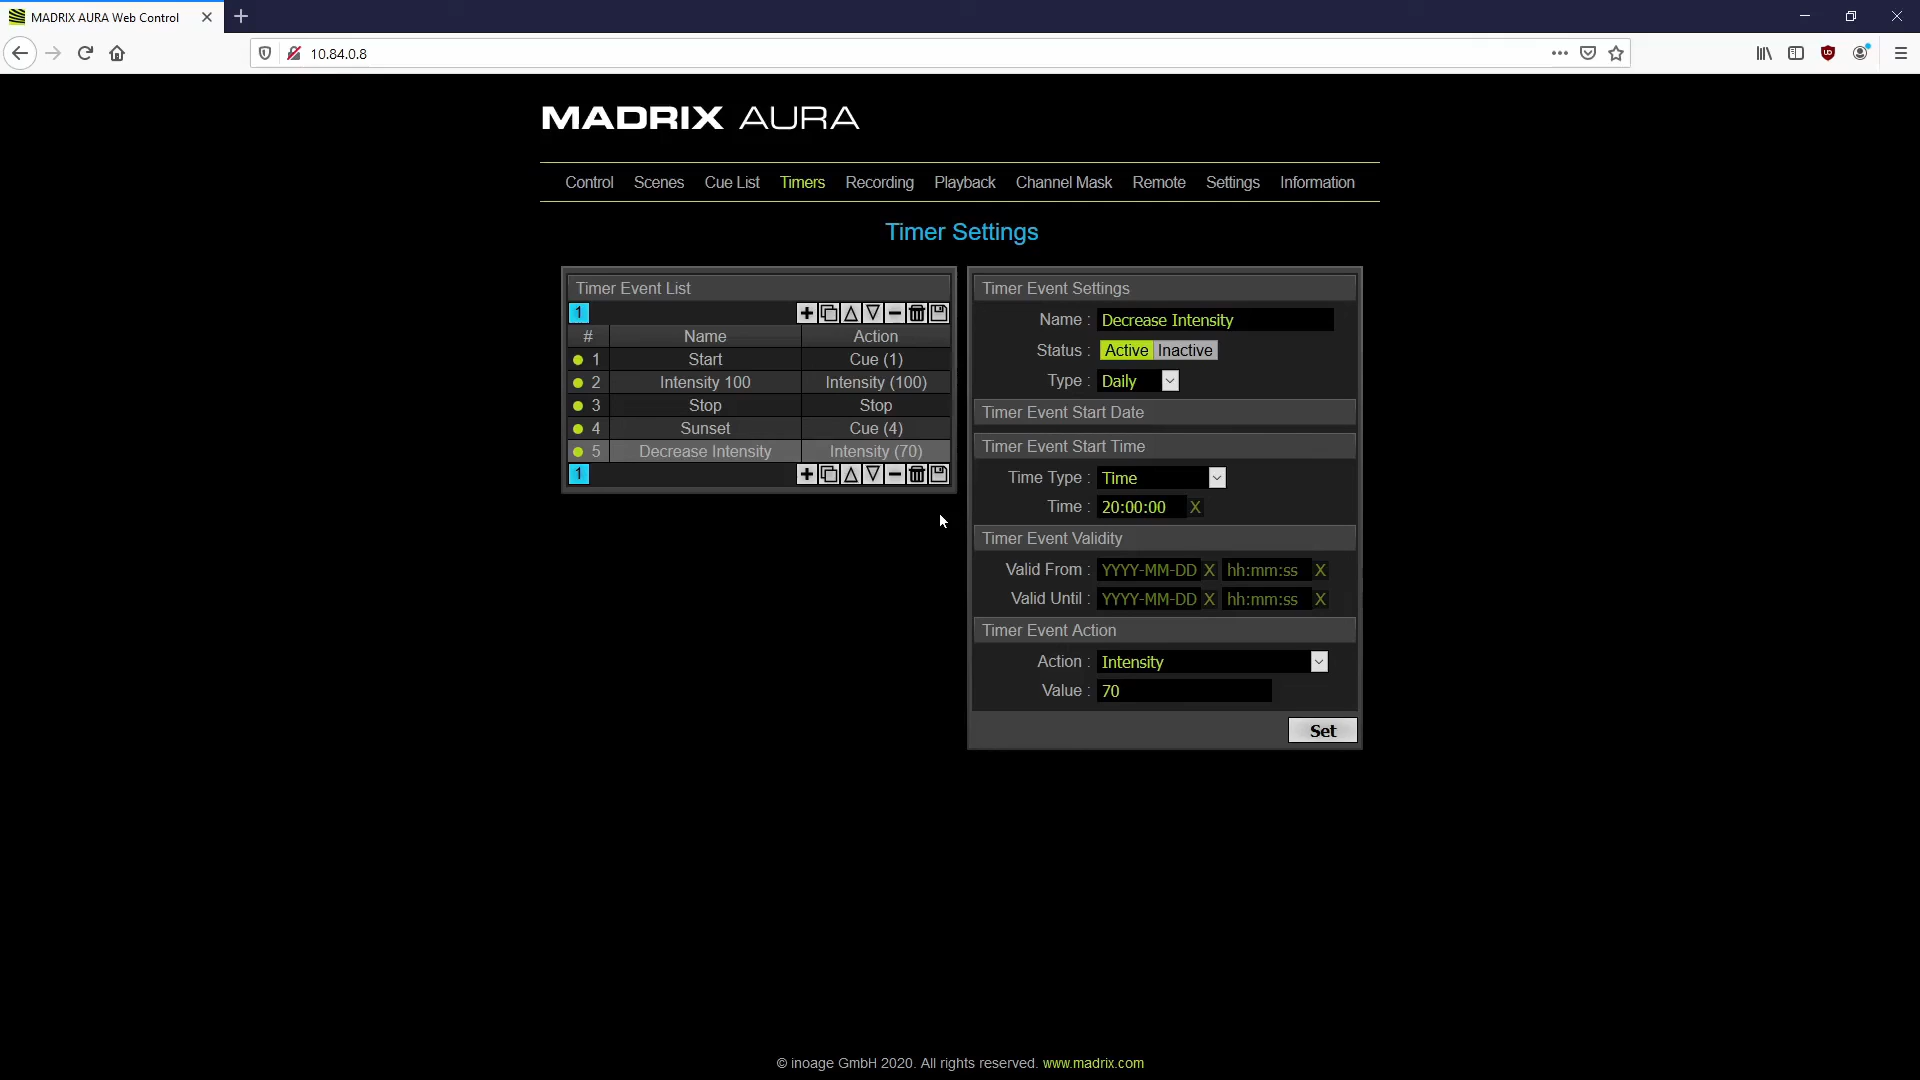 MADRIX AURA Web Control
10.84.0.8
MADRIX AURA
Control Scenes Cue List Timers Recording Playback Channel Mask Remote Settings Information
Timer Settings
Timer Event List
1
# Name Action
1 Start Cue (1)
2 Intensity 100 Intensity (100)
3 Stop Stop
4 Sunset Cue (4)
5 Decrease Intensity Intensity (70)
1
Timer Event Settings
Name : Decrease Intensity
Status : Active Inactive
Type : Daily
Timer Event Start Date
Timer Event Start Time
Time Type : Time
Time : 20:00:00 X
Timer Event Validity
Valid From : YYYY-MM-DD X hh:mm:ss X
Valid Until : YYYY-MM-DD X hh:mm:ss X
Timer Event Action
Action : Intensity
Value : 70
Set
© inoage GmbH 2020. All rights reserved. www.madrix.com